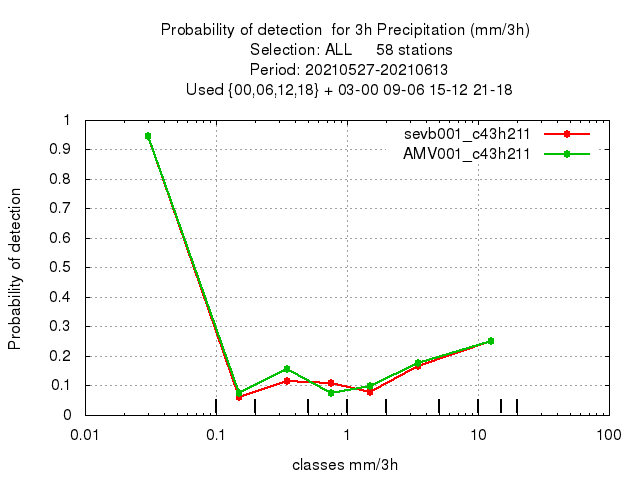 Probability of detection  for 3h Precipitation (mm/3h)
Selection: ALL     58 stations
Period: 20210527-20210613
Used {00,06,12,18} + 03-00 09-06 15-12 21-18
sevb001_c43h211
AMV001_c43h211
Probability of detection
1
0.9
0.8
0.7
0.6
0.5
0.4
0.3
0.2
0.1
0
0.01 0.1 1 10 100
classes mm/3h